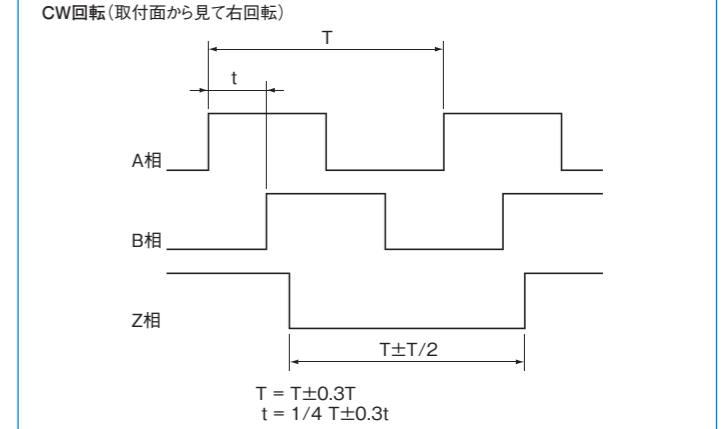 CW回転(取付面から見て右回転)
T
t
A相
B相
Z相
T±T/2
T = T±0.3T
t = 1/4 T±0.3t